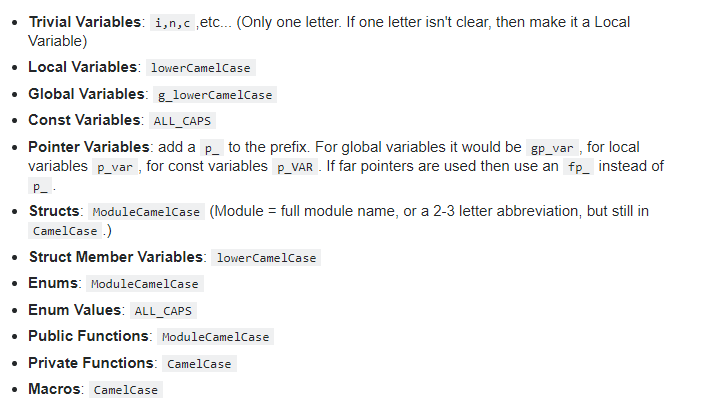 • Trivial Variables: i,n,c ,etc... (Only one letter. If one letter isn't clear, then make it a Local
Variable)
• Local Variables: lowerCamelCase
• Global Variables: g_lowerCamelCase
• Const Variables: ALL_CAPS
• Pointer Variables: add a p_ to the prefix. For global variables it would be gp_var , for local
variables p_var , for const variables p_VAR . If far pointers are used then use an fp_ instead of
p_ .
• Structs: ModuleCamelCase (Module = full module name, or a 2-3 letter abbreviation, but still in
CamelCase .)
• Struct Member Variables: lowerCamelCase
• Enums: ModuleCamelCase
• Enum Values: ALL_CAPS
• Public Functions: ModuleCamelCase
• Private Functions: CamelCase
• Macros: CamelCase